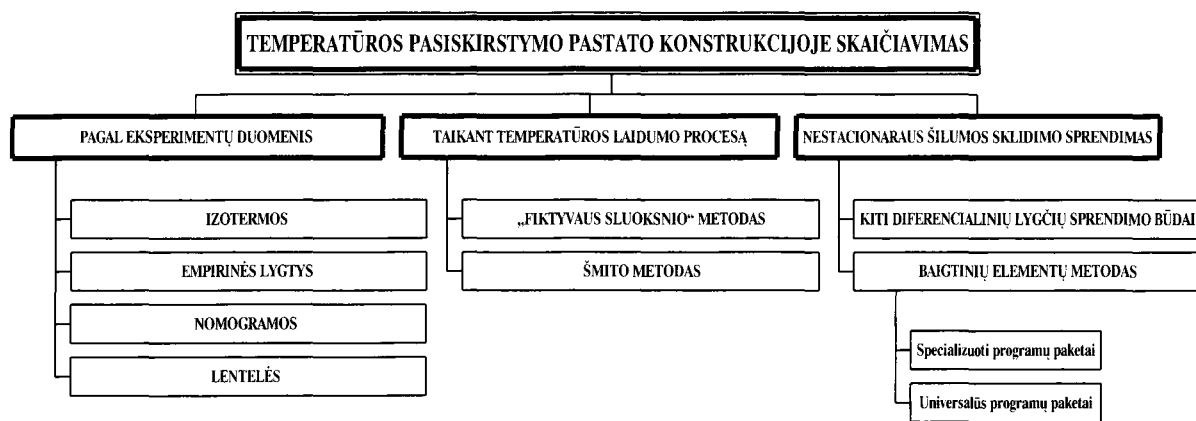 TEMPERATŪROS PASISKIRSTYMO PASTATO KONSTRUKCIJOJE SKAIČIAVIMAS
PAGAL EKSPERIMENTŲ DUOMENIS
IZOTERMOS
EMPIRINĖS LYGTYS
NOMOGRAMOS
LENTELĖS
TAIKANT TEMPERATŪROS LAIDUMO PROCESĄ
„FIKTYVAUS SLUOKSNIO“ METODAS
ŠMITO METODAS
NESTACIONARAUS ŠILUMOS SKLIDIMO SPRENDIMAS
KITI DIFERENCIALINIŲ LYGČIŲ SPRENDIMO BŪDAI
BAIGTINIŲ ELEMENTŲ METODAS
Specializuoti programų paketai
Universalūs programų paketai